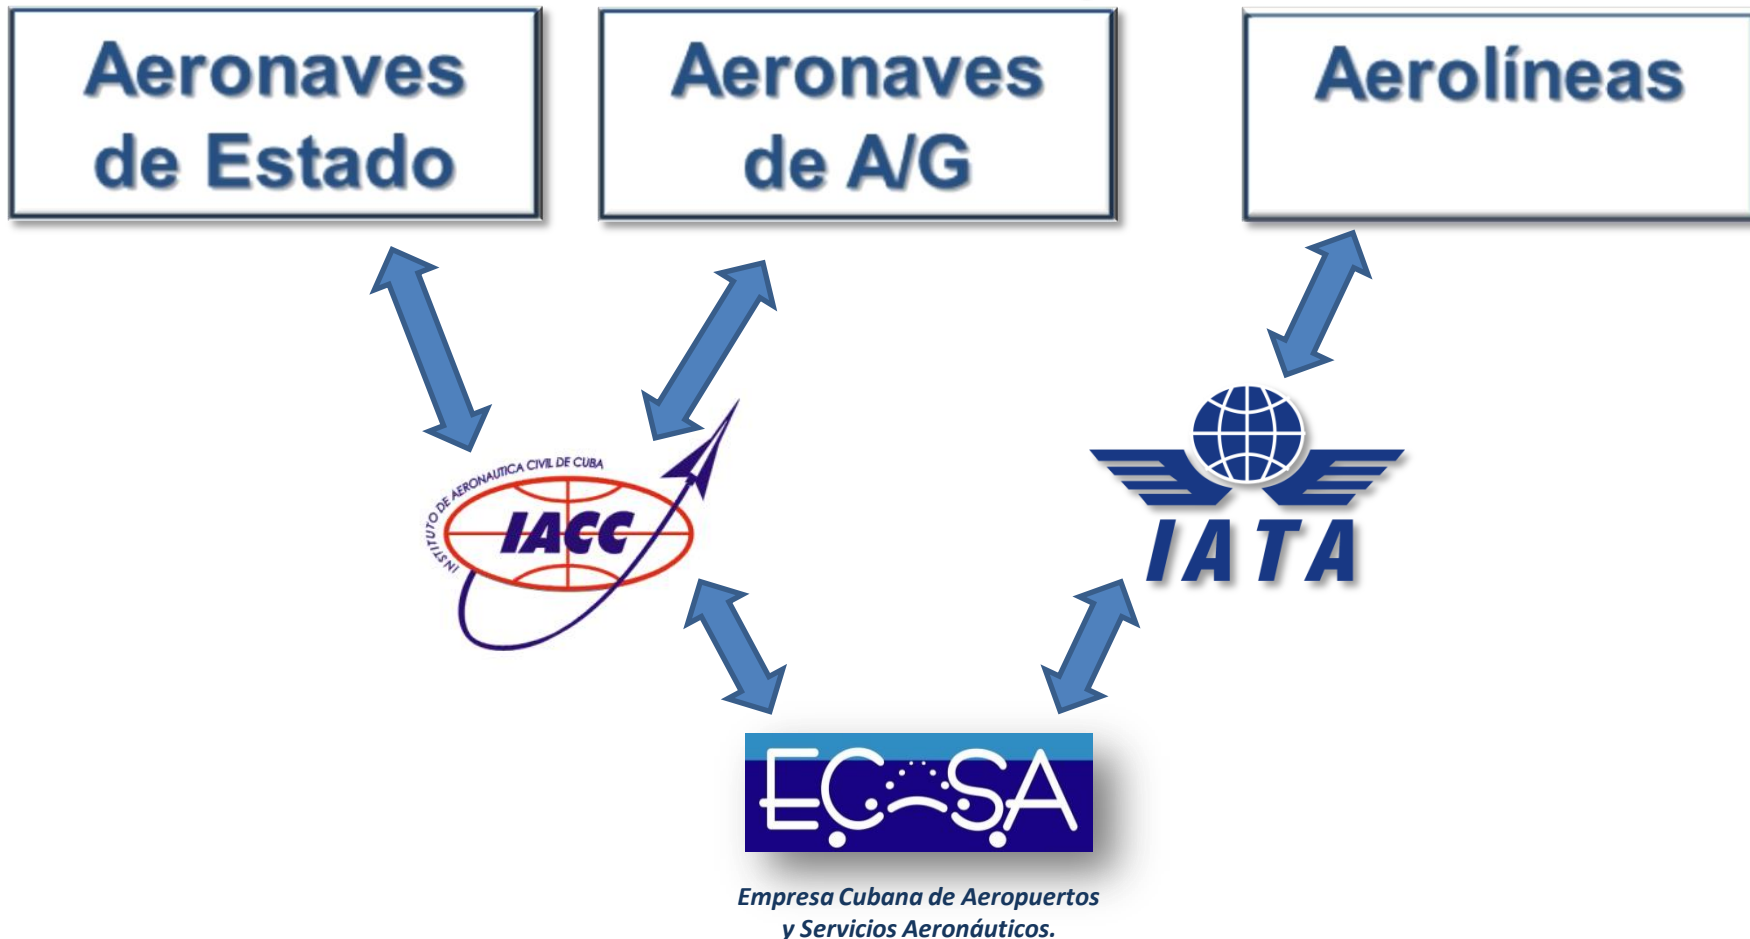 Aeronaves
de Estado
Aeronaves
de A/G
Aerolíneas
INSTITUTO DE AERONAUTICA CIVIL DE CUBA
IACC
IATA
ECASA
Empresa Cubana de Aeropuertos
y Servicios Aeronáuticos.